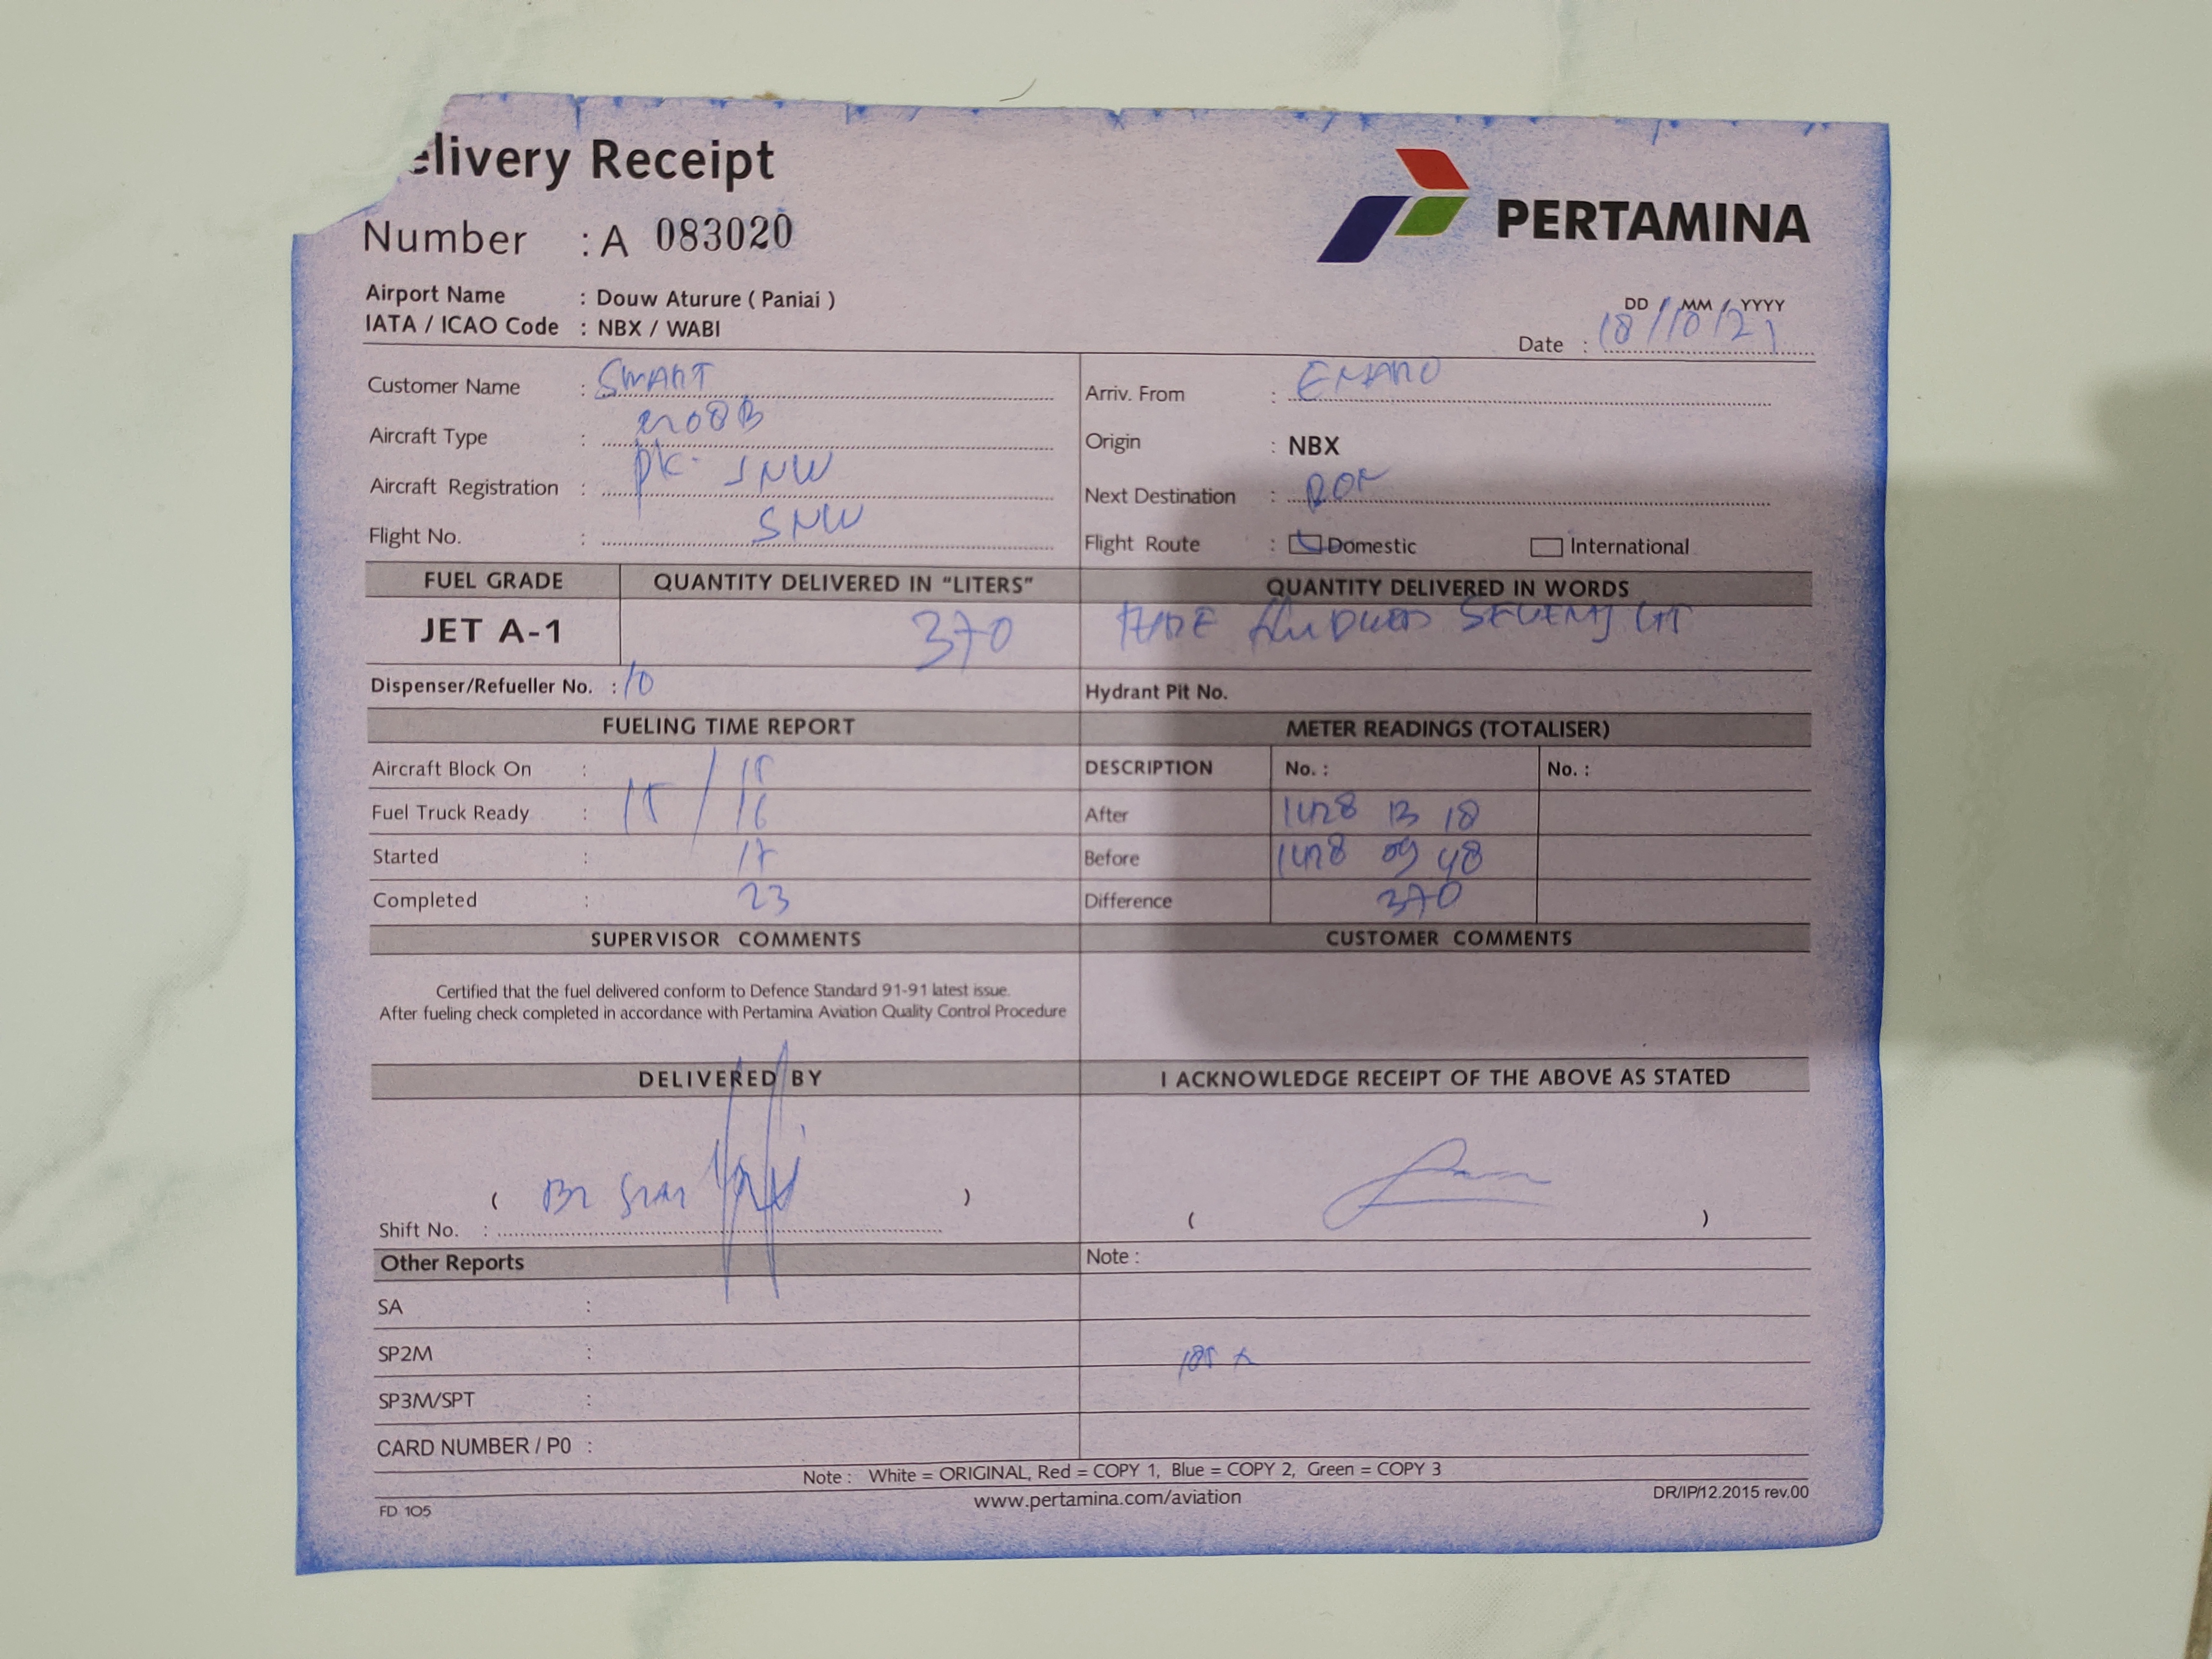 elivery Receipt
PERTAMINA
Number : A 083020
Airport Name : Douw Aturure ( Paniai )
IATA / ICAO Code : NBX / WABI
DD / MM / YYYY
Date : 18/10/21
Customer Name : SMART
Arriv. From :
Aircraft Type :
Origin : NBX
Aircraft Registration : PK- SNW
Next Destination :
Flight No. : SNW
Flight Route : Domestic International
FUEL GRADE QUANTITY DELIVERED IN "LITERS" QUANTITY DELIVERED IN WORDS
JET A-1 370
Dispenser/Refueller No. : 10 Hydrant Pit No.
FUELING TIME REPORT METER READINGS (TOTALISER)
Aircraft Block On : 15 DESCRIPTION No. : No. :
Fuel Truck Ready : 15 / 16 After 1428 13 18
Started : 17 Before 1428 09 48
Completed : 23 Difference 370
SUPERVISOR COMMENTS CUSTOMER COMMENTS
Certified that the fuel delivered conform to Defence Standard 91-91 latest issue.
After fueling check completed in accordance with Pertamina Aviation Quality Control Procedure
DELIVERED BY I ACKNOWLEDGE RECEIPT OF THE ABOVE AS STATED
( ) ( )
Shift No. :
Other Reports Note :
SA :
SP2M :
SP3M/SPT :
CARD NUMBER / P0 :
Note : White = ORIGINAL, Red = COPY 1, Blue = COPY 2, Green = COPY 3
www.pertamina.com/aviation
FD 105 DR/IP/12.2015 rev.00